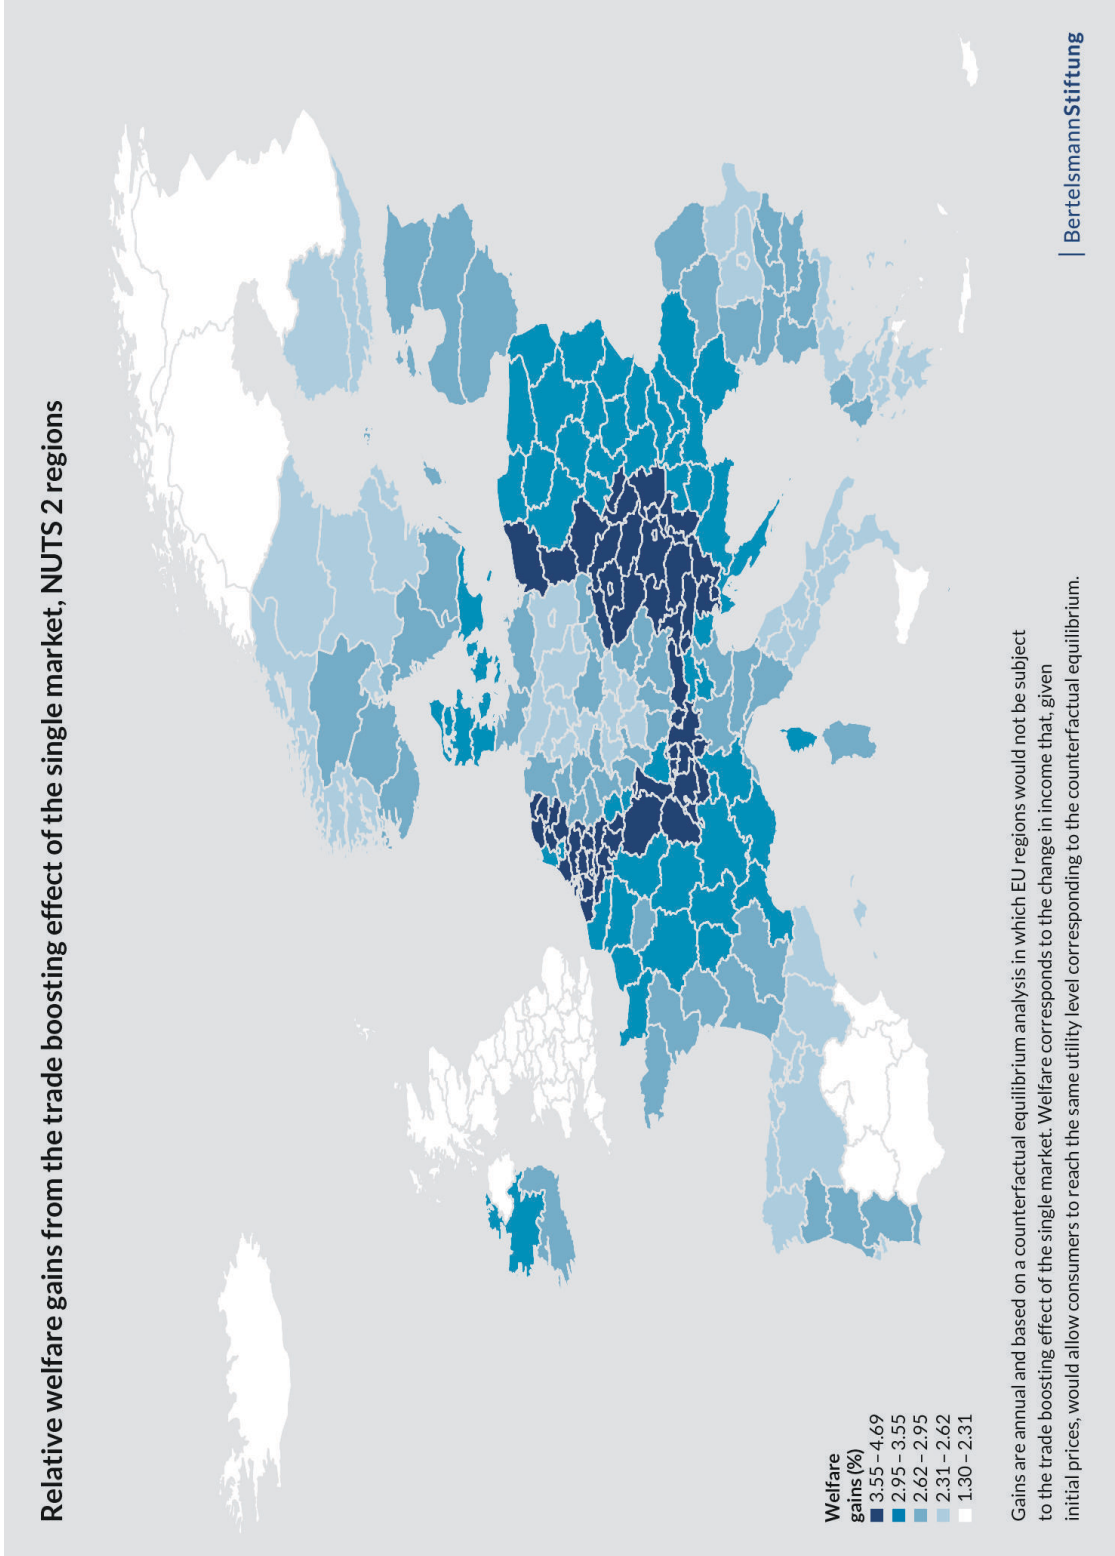 Relative welfare gains from the trade boosting effect of the single market, NUTS 2 regions
Welfare
gains (%)
3.55 – 4.69
2.95 – 3.55
2.62 – 2.95
2.31 – 2.62
1.30 – 2.31
Gains are annual and based on a counterfactual equilibrium analysis in which EU regions would not be subject
to the trade boosting effect of the single market. Welfare corresponds to the change in income that, given
initial prices, would allow consumers to reach the same utility level corresponding to the counterfactual equilibrium.
BertelsmannStiftung